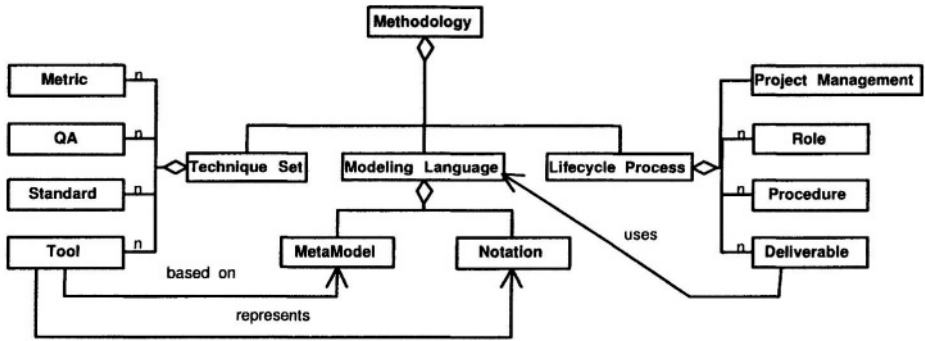 Methodology
Metric
n
Project Management
QA
n
n
Role
Technique Set
Modeling Language
Lifecycle Process
Standard
n
n
Procedure
uses
Tool
n
MetaModel
Notation
n
Deliverable
based on
represents